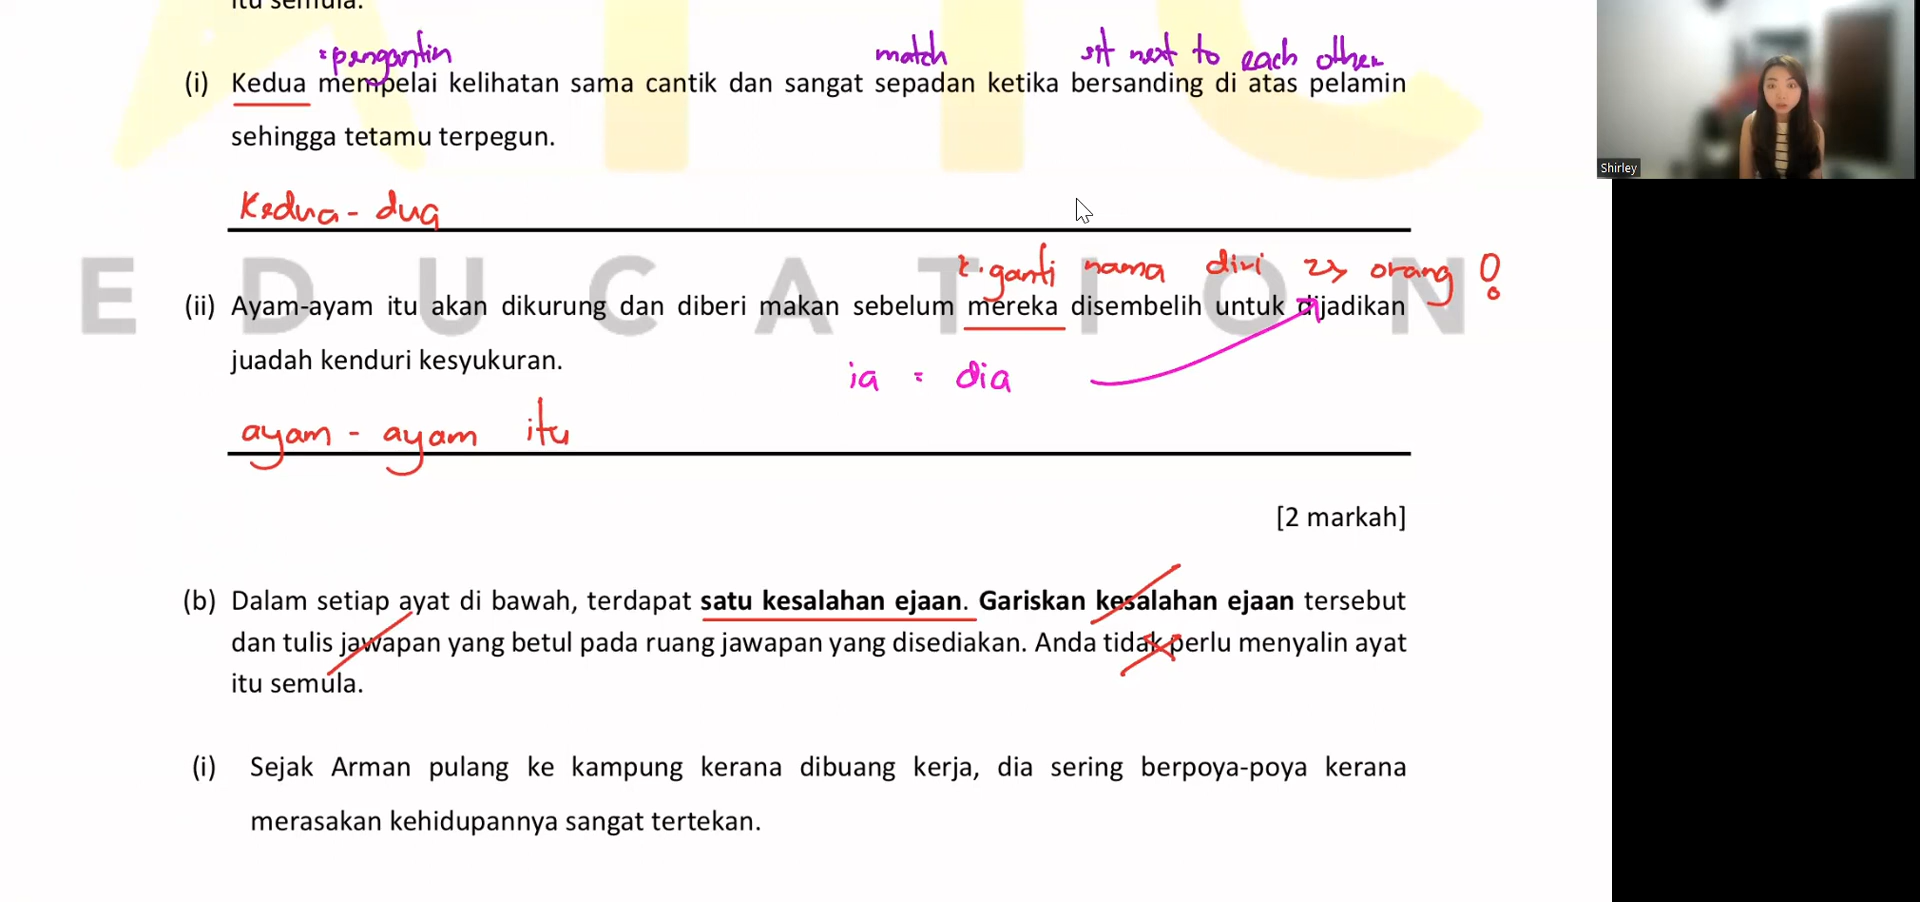 itu semula.
:pengantin match sit next to each other
(i) Kedua mempelai kelihatan sama cantik dan sangat sepadan ketika bersanding di atas pelamin
sehingga tetamu terpegun.
Shirley
Kedua-dua
EDUCATION
k.ganti nama diri => orang !
(ii) Ayam-ayam itu akan dikurung dan diberi makan sebelum mereka disembelih untuk dijadikan
juadah kenduri kesyukuran.
ia = dia
ayam-ayam itu
[2 markah]
(b) Dalam setiap ayat di bawah, terdapat satu kesalahan ejaan. Gariskan kesalahan ejaan tersebut
dan tulis jawapan yang betul pada ruang jawapan yang disediakan. Anda tidak perlu menyalin ayat
itu semula.
(i) Sejak Arman pulang ke kampung kerana dibuang kerja, dia sering berpoya-poya kerana
merasakan kehidupannya sangat tertekan.